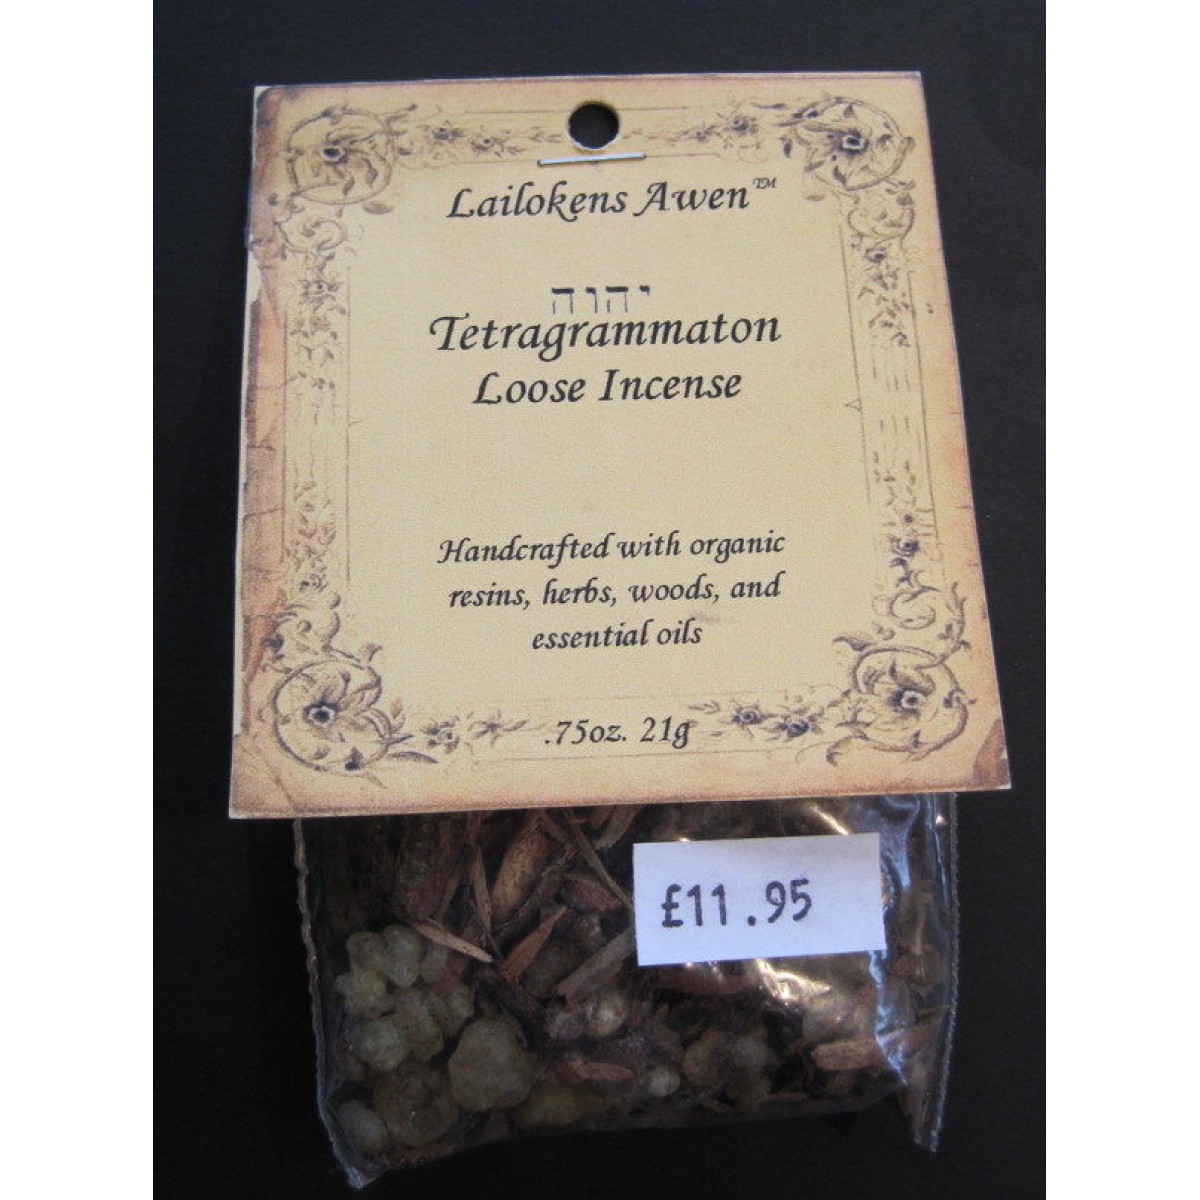 Lailokens Awen™
יהוה
Tetragrammaton
Loose Incense
Handcrafted with organic
resins, herbs, woods, and
essential oils
.75oz. 21g
£11.95